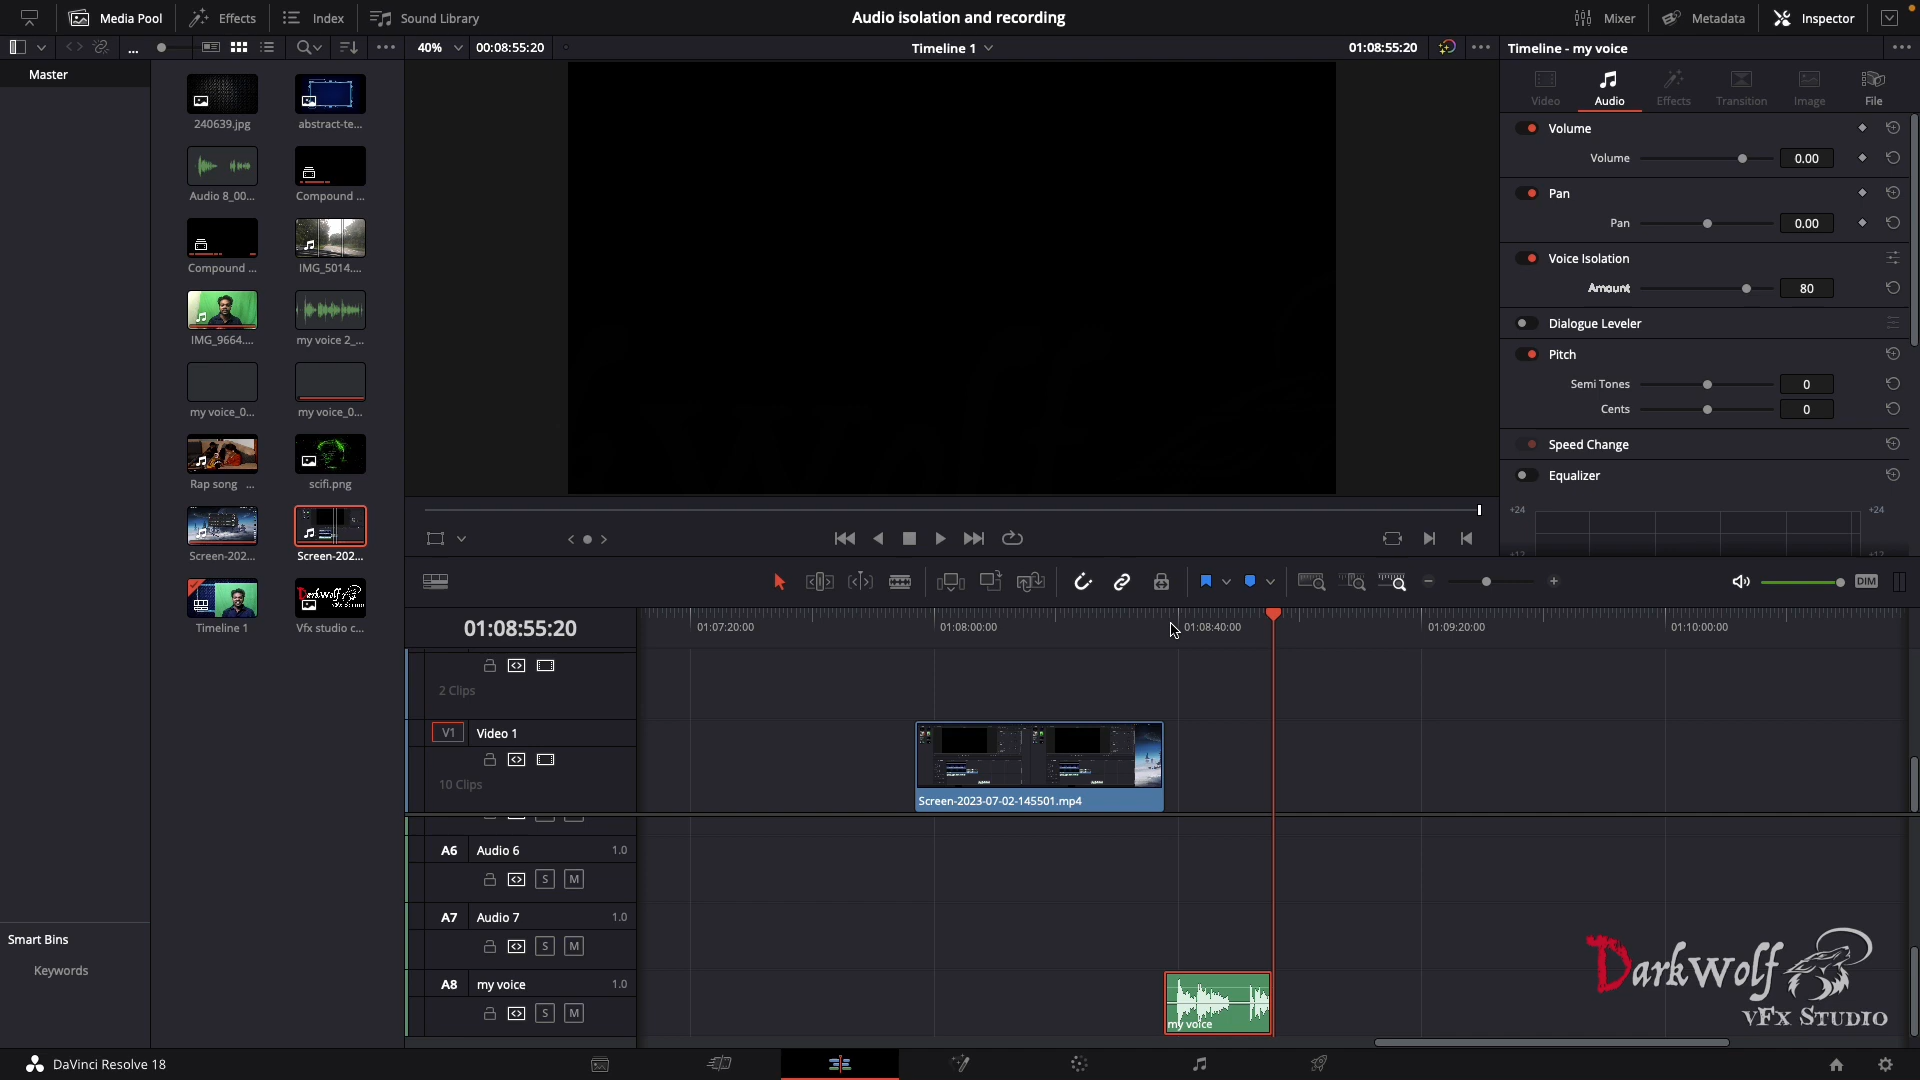 Media Pool
Effects
Index
Sound Library
Audio isolation and recording
Mixer
Metadata
Inspector
...
40%
00:08:55:20
Timeline 1
01:08:55:20
Timeline - my voice
Master
240639.jpg
abstract-te...
Audio 8_00...
Compound ...
Compound ...
IMG_5014....
IMG_9664....
my voice 2_...
my voice_0...
my voice_0...
Rap song ...
scifi.png
Screen-202...
Screen-202...
Timeline 1
Vfx studio c...
Smart Bins
Keywords
Video
Audio
Effects
Transition
Image
File
Volume
Volume 0.00
Pan
Pan 0.00
Voice Isolation
Amount 80
Dialogue Leveler
Pitch
Semi Tones 0
Cents 0
Speed Change
Equalizer
+24 +24
+12 +12
DIM
01:08:55:20
01:07:20:00
01:08:00:00
01:08:40:00
01:09:20:00
01:10:00:00
2 Clips
V1 Video 1
10 Clips
Screen-2023-07-02-145501.mp4
A6 Audio 6 1.0
S M
A7 Audio 7 1.0
S M
A8 my voice 1.0
S M
my voice
DarkWolf
vFx Studio
DaVinci Resolve 18